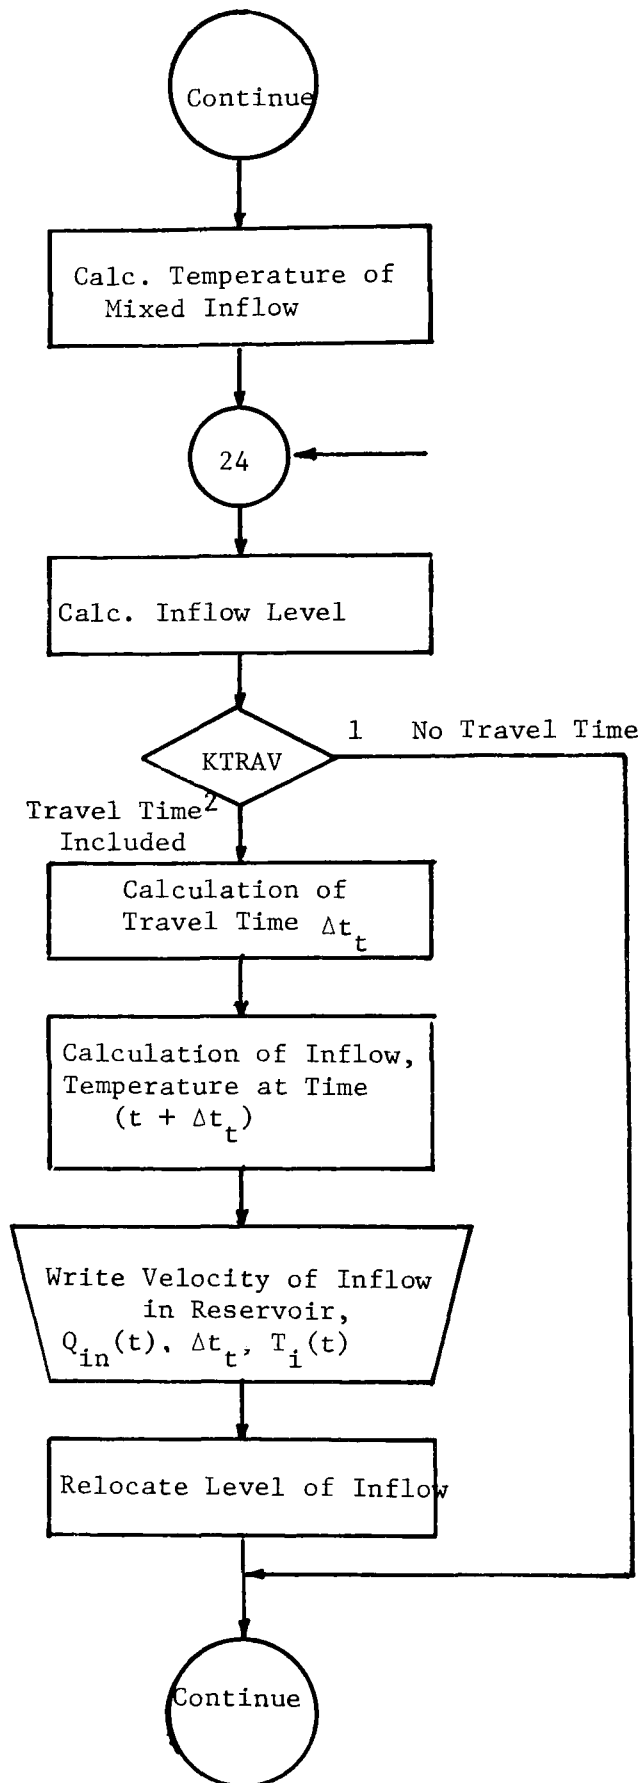 Continue
Calc. Temperature of
Mixed Inflow
24
Calc. Inflow Level
1 No Travel Time
KTRAV
2
Travel Time
Included
Calculation of
Travel Time Δt_t
Calculation of Inflow,
Temperature at Time
(t + Δt_t)
Write Velocity of Inflow
in Reservoir,
Q_in(t), Δt_t, T_i(t)
Relocate Level of Inflow
Continue